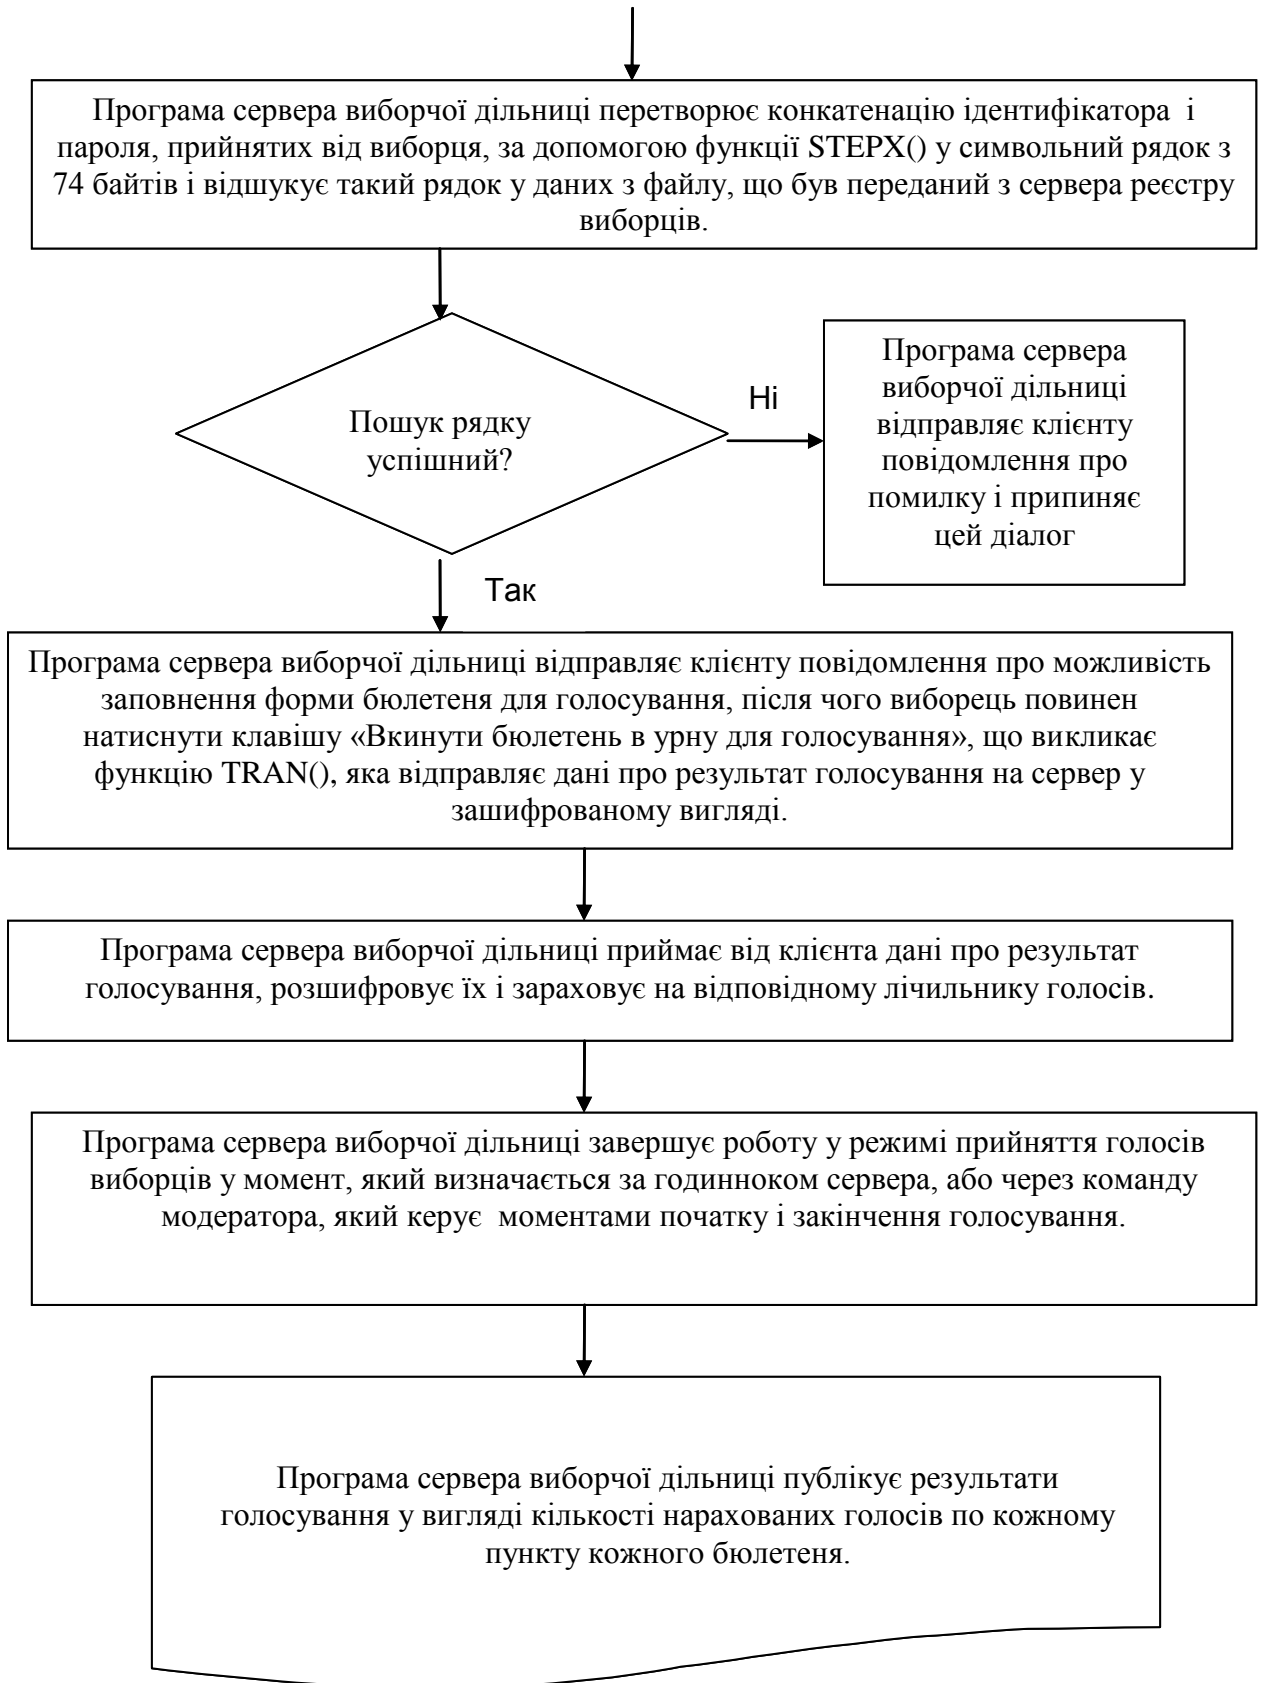 Програма сервера виборчої дільниці перетворює конкатенацію ідентифікатора і
пароля, прийнятих від виборця, за допомогою функції STEPX() у символьний рядок з
74 байтів і відшукує такий рядок у даних з файлу, що був переданий з сервера реєстру
виборців.
Пошук рядку
успішний?
Ні
Програма сервера
виборчої дільниці
відправляє клієнту
повідомлення про
помилку і припиняє
цей діалог
Так
Програма сервера виборчої дільниці відправляє клієнту повідомлення про можливість
заповнення форми бюлетеня для голосування, після чого виборець повинен
натиснути клавішу «Вкинути бюлетень в урну для голосування», що викликає
функцію TRAN(), яка відправляє дані про результат голосування на сервер у
зашифрованому вигляді.
Програма сервера виборчої дільниці приймає від клієнта дані про результат
голосування, розшифровує їх і зараховує на відповідному лічильнику голосів.
Програма сервера виборчої дільниці завершує роботу у режимі прийняття голосів
виборців у момент, який визначається за годинноком сервера, або через команду
модератора, який керує моментами початку і закінчення голосування.
Програма сервера виборчої дільниці публікує результати
голосування у вигляді кількості нарахованих голосів по кожному
пункту кожного бюлетеня.